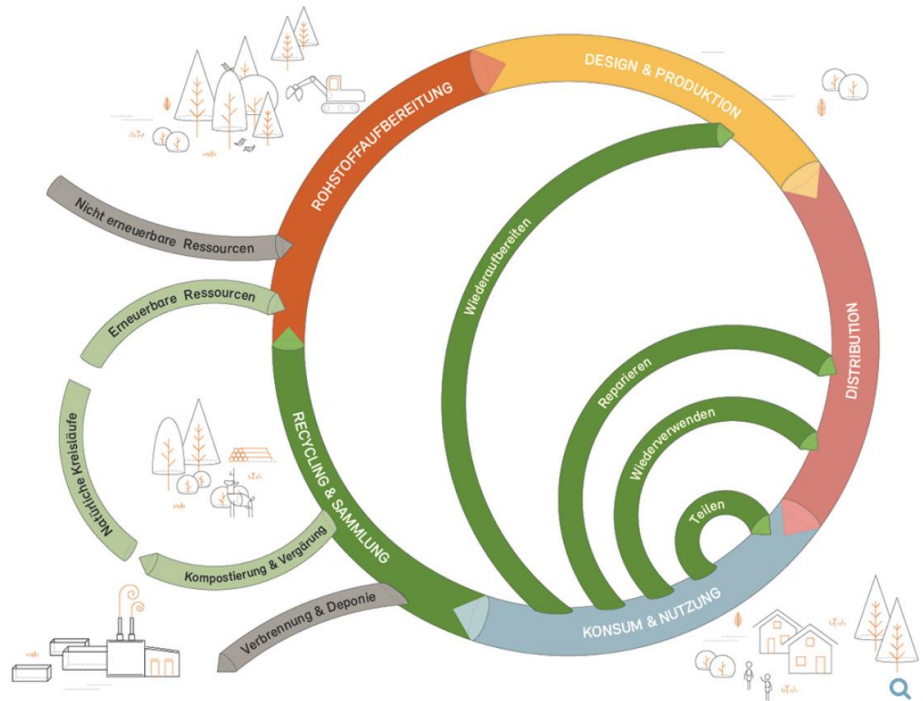 DESIGN & PRODUKTION
ROHSTOFFAUFBEREITUNG
Nicht erneuerbare Ressourcen
Wiederaufbereiten
Erneuerbare Ressourcen
DISTRIBUTION
Reparieren
Wiederverwenden
Natürliche Kreisläufe
RECYCLING & SAMMLUNG
Teilen
Kompostierung & Vergärung
Verbrennung & Deponie
KONSUM & NUTZUNG